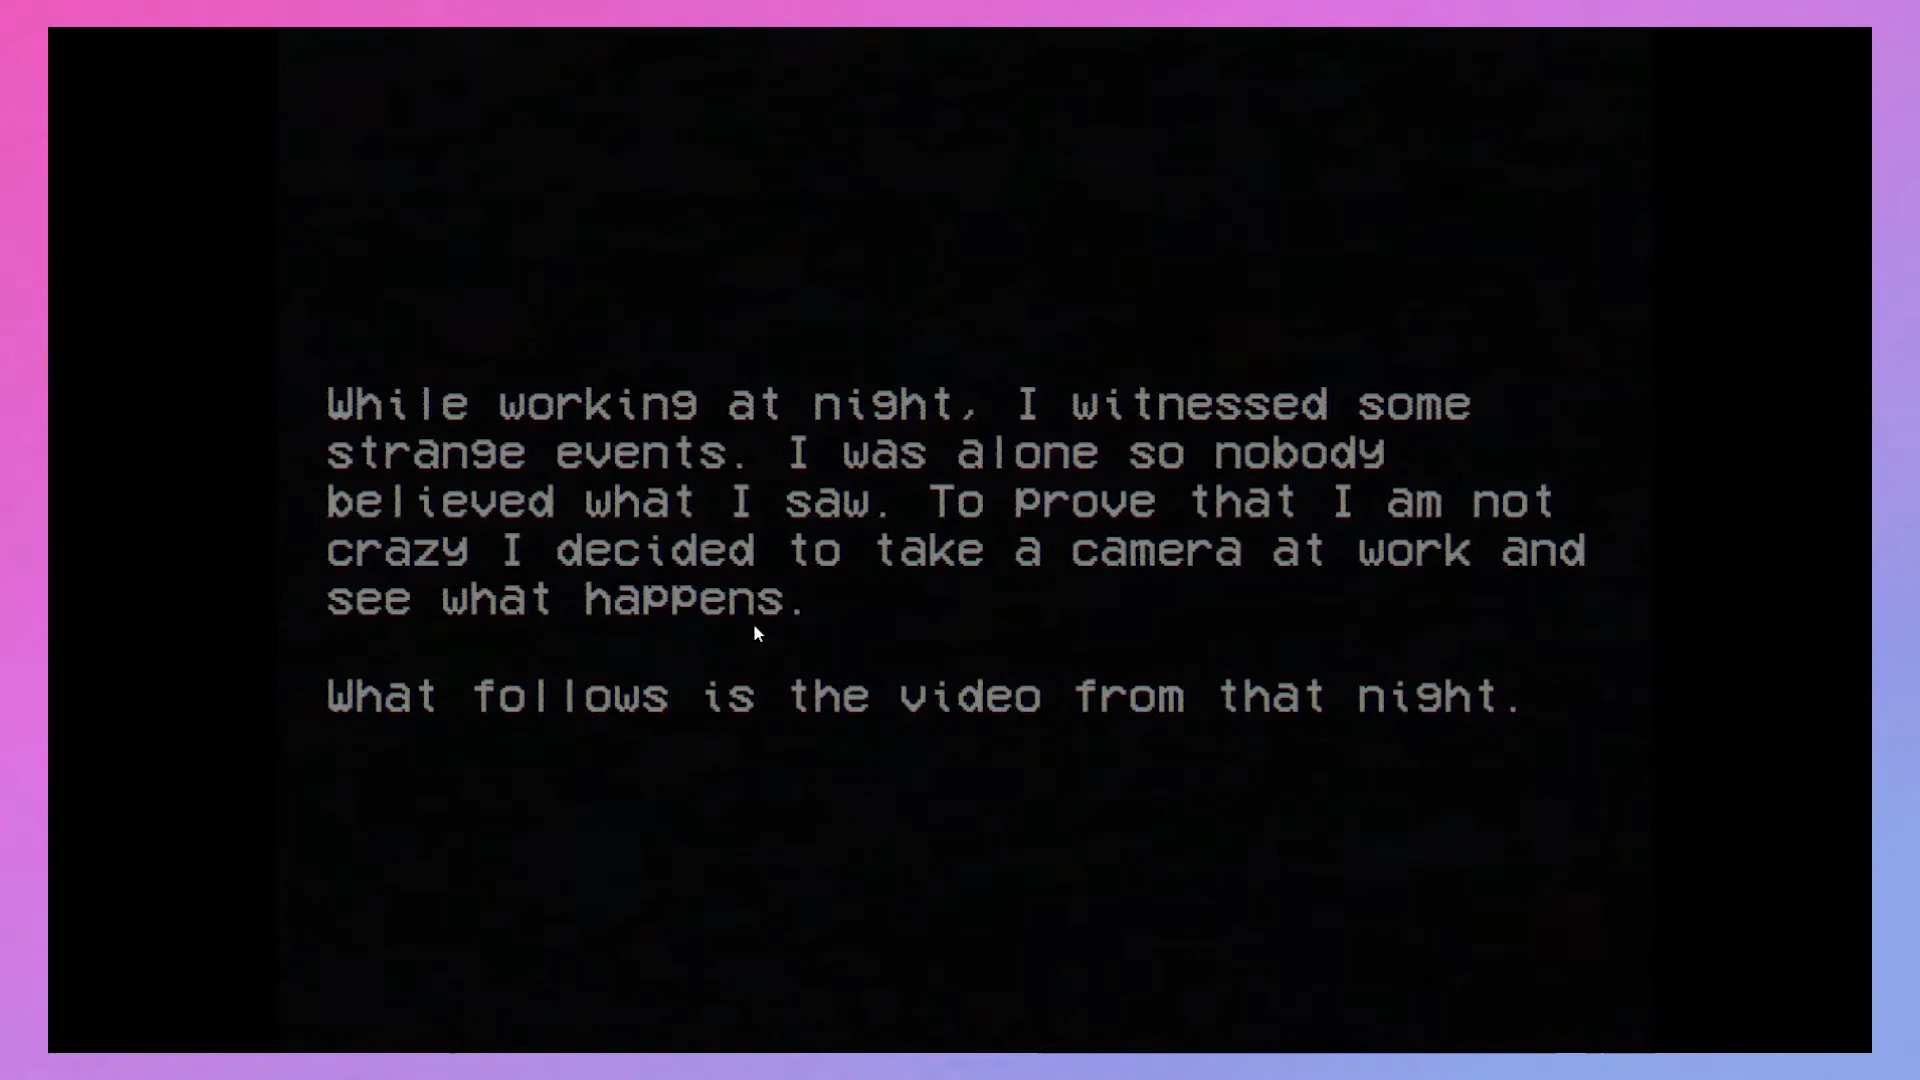 While working at night, I witnessed some
strange events. I was alone so nobody
believed what I saw. To prove that I am not
crazy I decided to take a camera at work and
see what happens.
What follows is the video from that night.